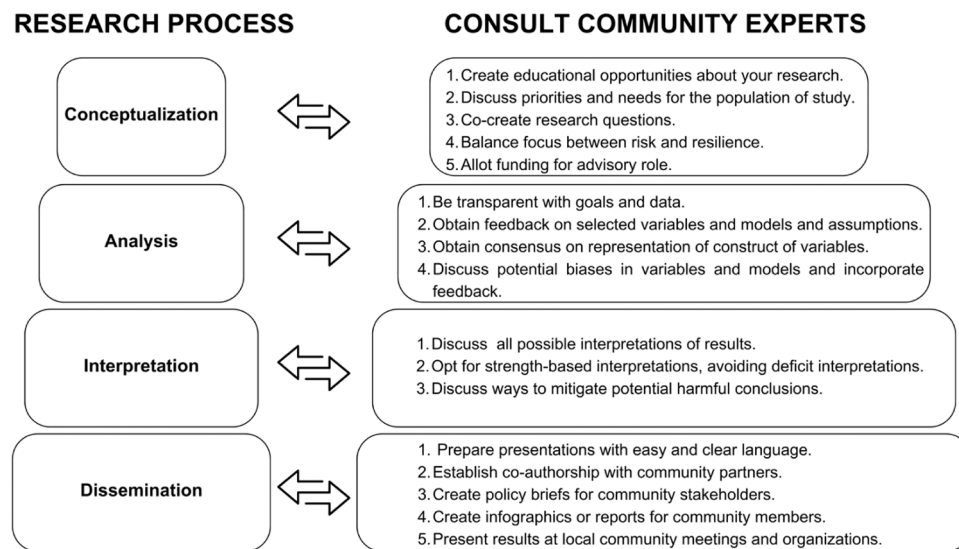 RESEARCH PROCESS
CONSULT COMMUNITY EXPERTS
Conceptualization
1. Create educational opportunities about your research.
2. Discuss priorities and needs for the population of study.
3. Co-create research questions.
4. Balance focus between risk and resilience.
5. Allot funding for advisory role.
Analysis
1. Be transparent with goals and data.
2. Obtain feedback on selected variables and models and assumptions.
3. Obtain consensus on representation of construct of variables.
4. Discuss potential biases in variables and models and incorporate
feedback.
Interpretation
1. Discuss all possible interpretations of results.
2. Opt for strength-based interpretations, avoiding deficit interpretations.
3. Discuss ways to mitigate potential harmful conclusions.
Dissemination
1. Prepare presentations with easy and clear language.
2. Establish co-authorship with community partners.
3. Create policy briefs for community stakeholders.
4. Create infographics or reports for community members.
5. Present results at local community meetings and organizations.